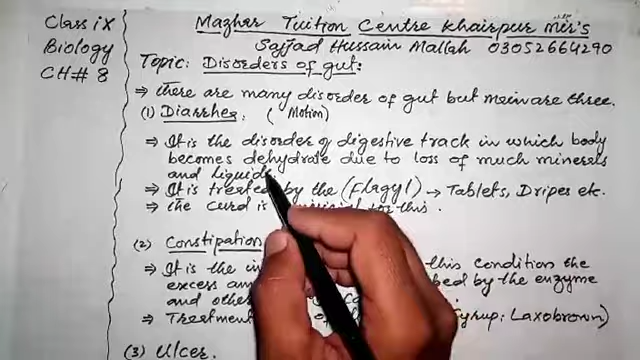 Class ix
Biology
CH# 8
Mazhar Tuition Centre Khairpur Mir's
Sajjad Hussain Mallah 03052664290
Topic: Disorders of gut:
⇒ there are many disorder of gut but mein are three.
(1) Diarrhea: (Motion)
⇒ It is the disorder of digestive track in which body
becomes dehydrate due to loss of much minerals
and liquids.
⇒ It is treated by the (Flagyl) → Tablets, Dripes etc.
⇒ the curd is for this.
(2) Constipation
⇒ It is the this condition the
excess by the enzyme
and
⇒ Treatment Syrup: Laxobrown)
(3) Ulcer.